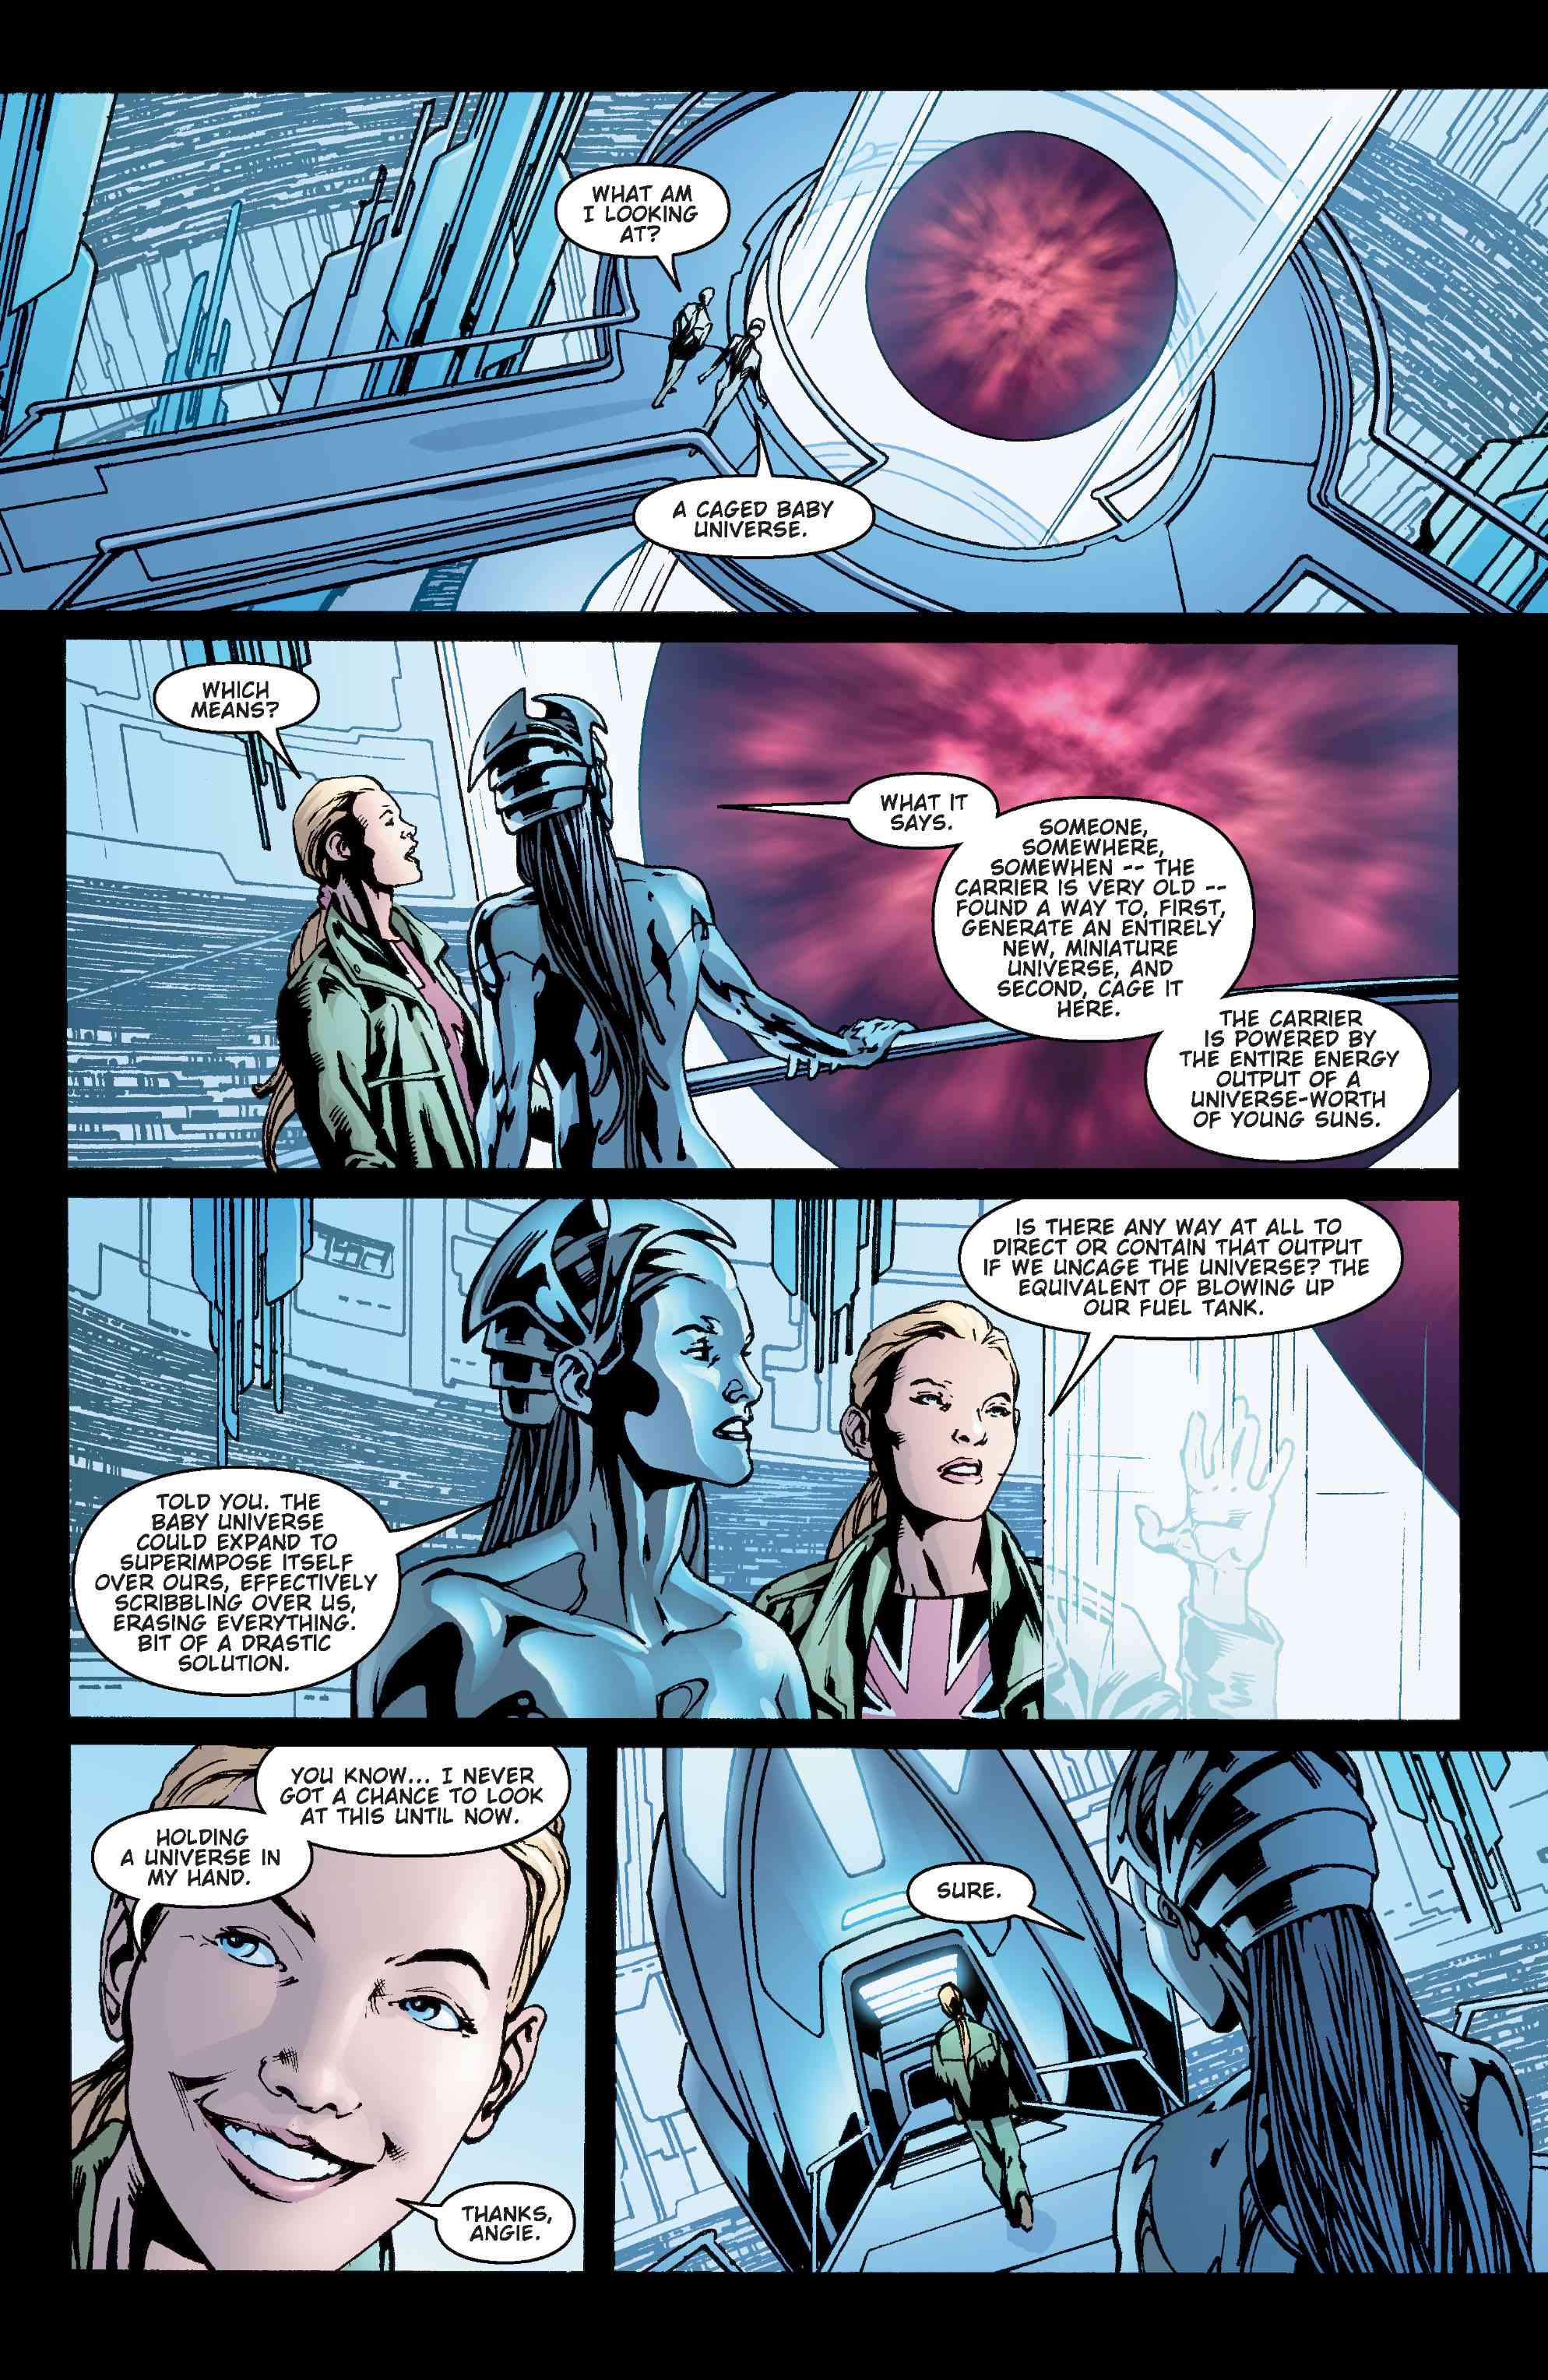 WHAT AM
I LOOKING
AT?
A CAGED BABY
UNIVERSE.
WHICH
MEANS?
WHAT IT
SAYS.
SOMEONE,
SOMEWHERE,
SOMEWHEN -- THE
CARRIER IS VERY OLD --
FOUND A WAY TO, FIRST,
GENERATE AN ENTIRELY
NEW, MINIATURE
UNIVERSE, AND
SECOND, CAGE IT
HERE.
THE CARRIER
IS POWERED BY
THE ENTIRE ENERGY
OUTPUT OF A
UNIVERSE-WORTH
OF YOUNG SUNS.
IS THERE ANY WAY AT ALL TO
DIRECT OR CONTAIN THAT OUTPUT
IF WE UNCAGE THE UNIVERSE? THE
EQUIVALENT OF BLOWING UP
OUR FUEL TANK.
TOLD YOU. THE
BABY UNIVERSE
COULD EXPAND TO
SUPERIMPOSE ITSELF
OVER OURS, EFFECTIVELY
SCRIBBLING OVER US,
ERASING EVERYTHING.
BIT OF A DRASTIC
SOLUTION.
YOU KNOW... I NEVER
GOT A CHANCE TO LOOK
AT THIS UNTIL NOW.
HOLDING
A UNIVERSE IN
MY HAND.
THANKS,
ANGIE.
SURE.